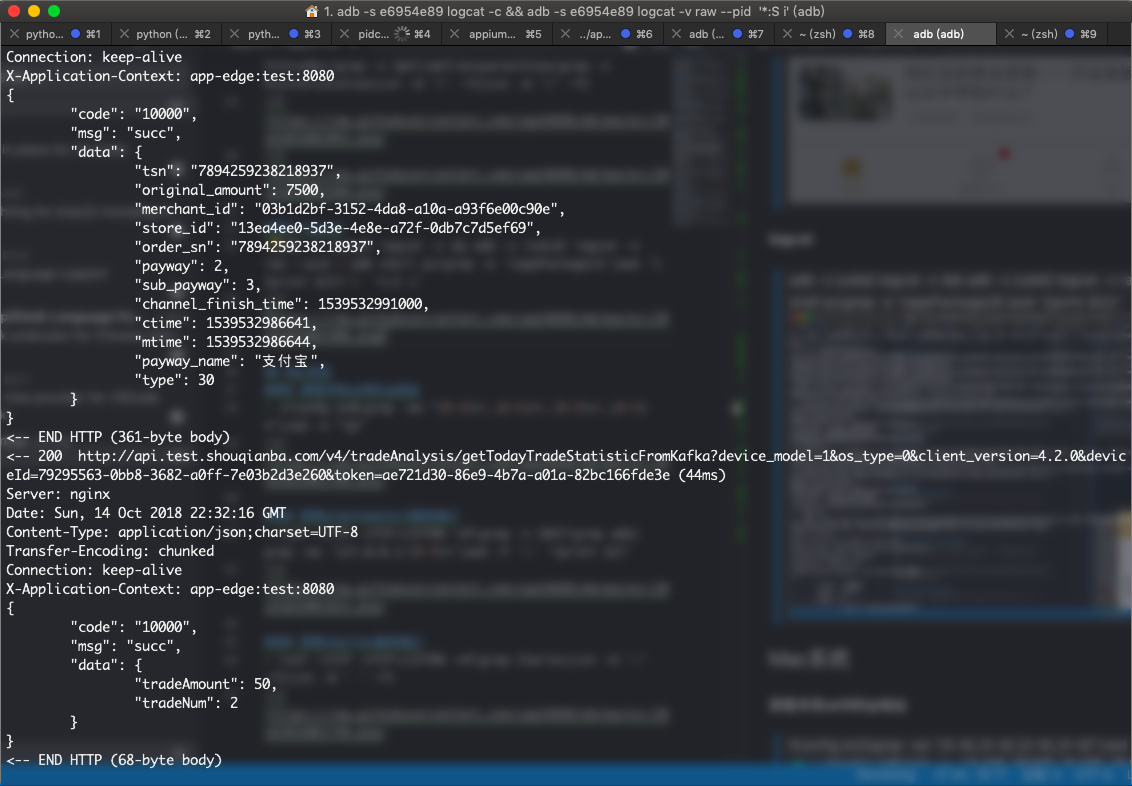 1. adb -s e6954e89 logcat -c && adb -s e6954e89 logcat -v raw --pid '*:S i' (adb)
pytho... ⌘1 python (... ⌘2 pyth... ⌘3 pidc... ⌘4 appium... ⌘5 ../ap... ⌘6 adb (... ⌘7 ~ (zsh) ⌘8 adb (adb) ~ (zsh) ⌘9
Connection: keep-alive
X-Application-Context: app-edge:test:8080
{
"code": "10000",
"msg": "succ",
"data": {
"tsn": "7894259238218937",
"original_amount": 7500,
"merchant_id": "03b1d2bf-3152-4da8-a10a-a93f6e00c90e",
"store_id": "13ea4ee0-5d3e-4e8e-a72f-0db7c7d5ef69",
"order_sn": "7894259238218937",
"payway": 2,
"sub_payway": 3,
"channel_finish_time": 1539532991000,
"ctime": 1539532986641,
"mtime": 1539532986644,
"payway_name": "支付宝",
"type": 30
}
}
<-- END HTTP (361-byte body)
<-- 200 http://api.test.shouqianba.com/v4/tradeAnalysis/getTodayTradeStatisticFromKafka?device_model=1&os_type=0&client_version=4.2.0&devic
eId=79295563-0bb8-3682-a0ff-7e03b2d3e260&token=ae721d30-86e9-4b7a-a01a-82bc166fde3e (44ms)
Server: nginx
Date: Sun, 14 Oct 2018 22:32:16 GMT
Content-Type: application/json;charset=UTF-8
Transfer-Encoding: chunked
Connection: keep-alive
X-Application-Context: app-edge:test:8080
{
"code": "10000",
"msg": "succ",
"data": {
"tradeAmount": 50,
"tradeNum": 2
}
}
<-- END HTTP (68-byte body)